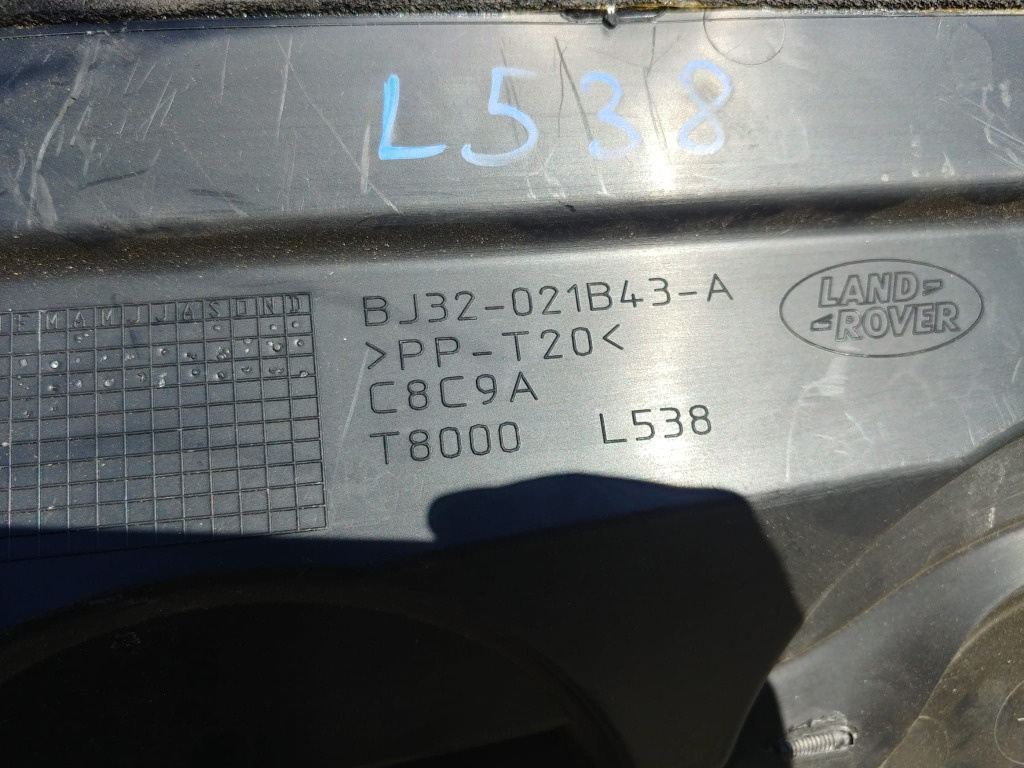 L538
F M A M J J A S O N D
BJ32-021B43-A
>PP-T20<
C8C9A
T8000 L538
LAND-
-ROVER